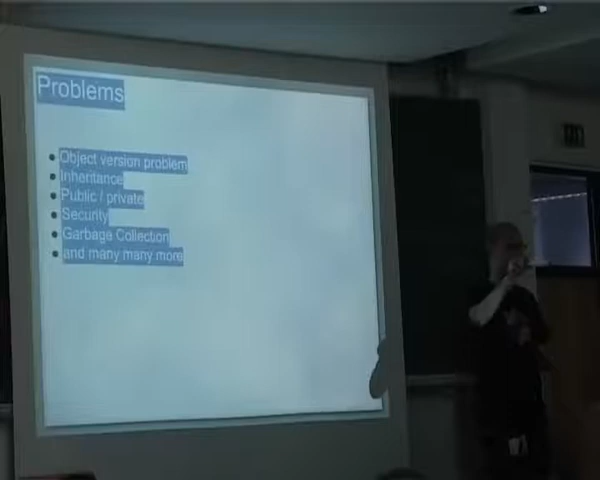 Problems
Object version problem
Inheritance
Public / private
Security
Garbage Collection
and many many more